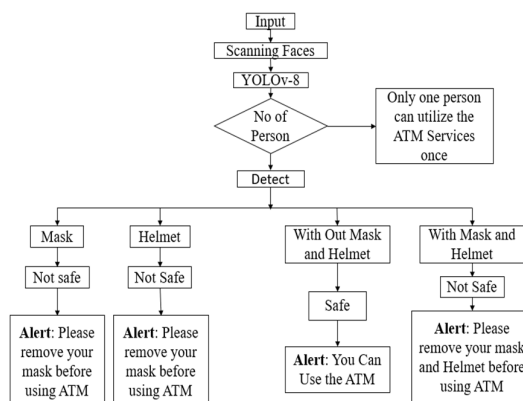 Input
Scanning Faces
YOLOv-8
No of
Person
Only one person
can utilize the
ATM Services
once
Detect
Mask
Not safe
Alert: Please
remove your
mask before
using ATM
Helmet
Not Safe
Alert: Please
remove your
mask before
using ATM
With Out Mask
and Helmet
Safe
Alert: You Can
Use the ATM
With Mask and
Helmet
Not Safe
Alert: Please
remove your mask
and Helmet before
using ATM